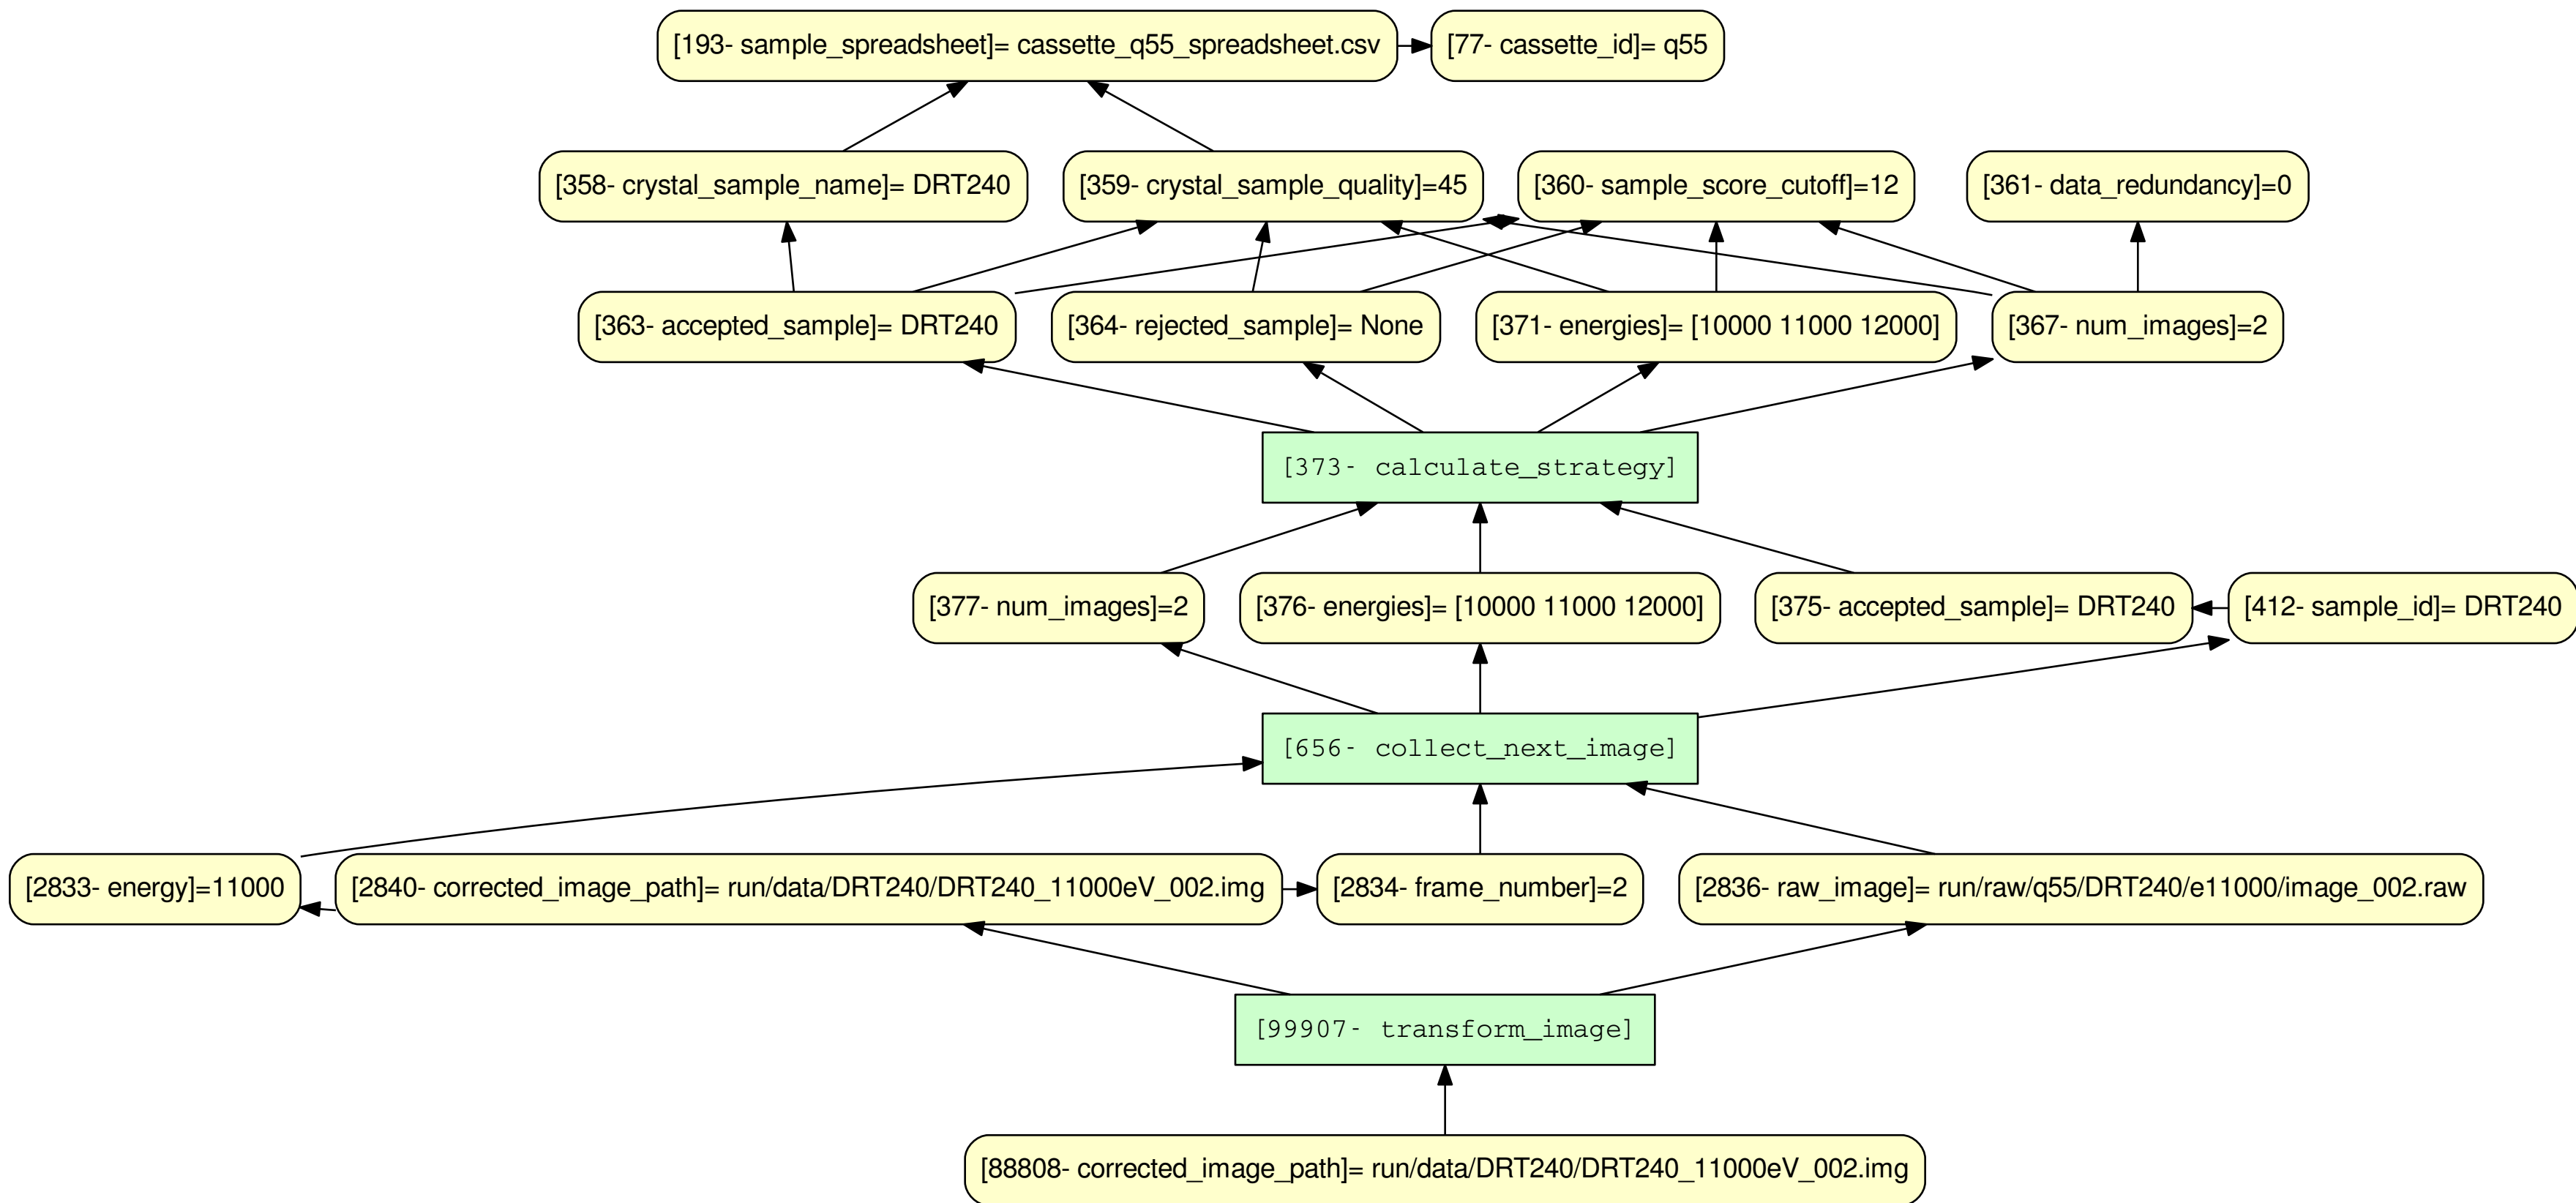 [193- sample_spreadsheet]= cassette_q55_spreadsheet.csv
[77- cassette_id]= q55
[358- crystal_sample_name]= DRT240
[359- crystal_sample_quality]=45
[360- sample_score_cutoff]=12
[361- data_redundancy]=0
[363- accepted_sample]= DRT240
[364- rejected_sample]= None
[371- energies]= [10000 11000 12000]
[367- num_images]=2
[373- calculate_strategy]
[377- num_images]=2
[376- energies]= [10000 11000 12000]
[375- accepted_sample]= DRT240
[412- sample_id]= DRT240
[656- collect_next_image]
[2833- energy]=11000
[2840- corrected_image_path]= run/data/DRT240/DRT240_11000eV_002.img
[2834- frame_number]=2
[2836- raw_image]= run/raw/q55/DRT240/e11000/image_002.raw
[99907- transform_image]
[88808- corrected_image_path]= run/data/DRT240/DRT240_11000eV_002.img